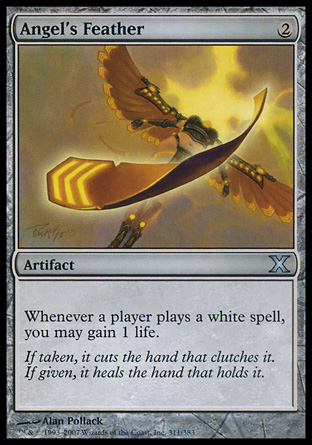 Angel's Feather 2
Artifact X
Whenever a player plays a white spell,
you may gain 1 life.
If taken, it cuts the hand that clutches it.
If given, it heals the hand that holds it.
Alan Pollack
™ & © 1993-2007 Wizards of the Coast, Inc. 311/383